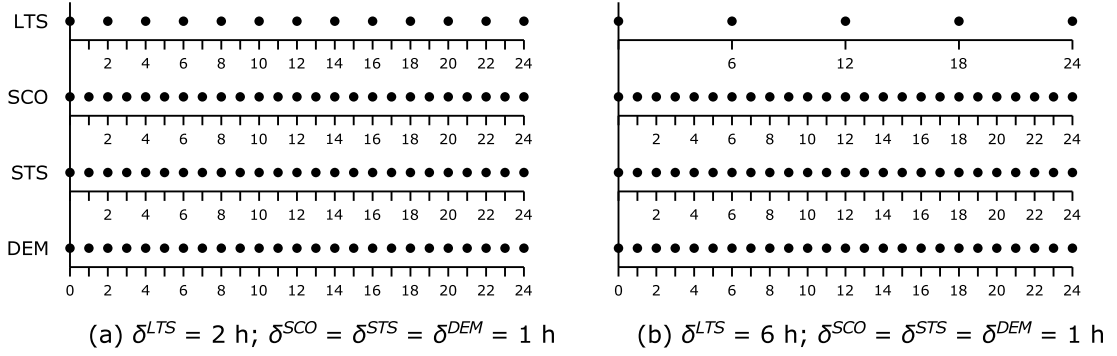 LTS
2 4 6 8 10 12 14 16 18 20 22 24
SCO
2 4 6 8 10 12 14 16 18 20 22 24
STS
2 4 6 8 10 12 14 16 18 20 22 24
DEM
0 2 4 6 8 10 12 14 16 18 20 22 24
(a) δ^LTS = 2 h; δ^SCO = δ^STS = δ^DEM = 1 h
6 12 18 24
2 4 6 8 10 12 14 16 18 20 22 24
2 4 6 8 10 12 14 16 18 20 22 24
0 2 4 6 8 10 12 14 16 18 20 22 24
(b) δ^LTS = 6 h; δ^SCO = δ^STS = δ^DEM = 1 h